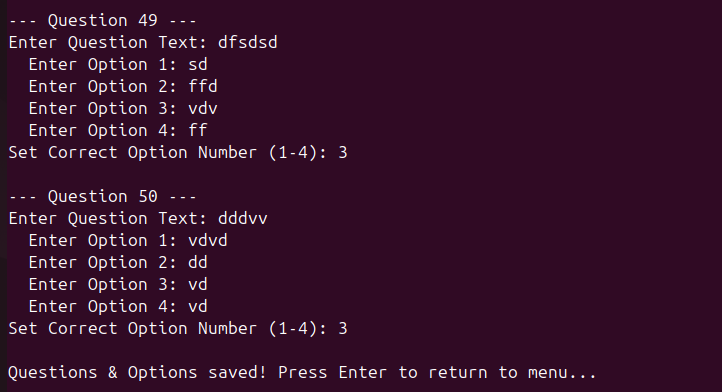 --- Question 49 ---
Enter Question Text: dfsdsd
  Enter Option 1: sd
  Enter Option 2: ffd
  Enter Option 3: vdv
  Enter Option 4: ff
Set Correct Option Number (1-4): 3

--- Question 50 ---
Enter Question Text: dddvv
  Enter Option 1: vdvd
  Enter Option 2: dd
  Enter Option 3: vd
  Enter Option 4: vd
Set Correct Option Number (1-4): 3

Questions & Options saved! Press Enter to return to menu...